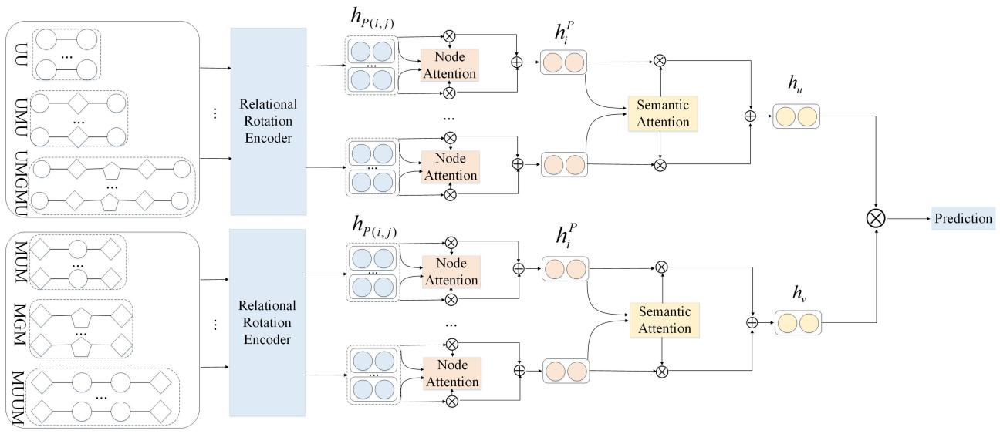 UU
...
UMU
...
UMGMU
...
...
Relational
Rotation
Encoder
h_{P(i,j)}
...
Node
Attention
...
...
Node
Attention
h_i^P
Semantic
Attention
h_u
MUM
...
MGM
...
MUUM
...
...
Relational
Rotation
Encoder
h_{P(i,j)}
...
Node
Attention
...
...
Node
Attention
h_i^P
Semantic
Attention
h_v
Prediction